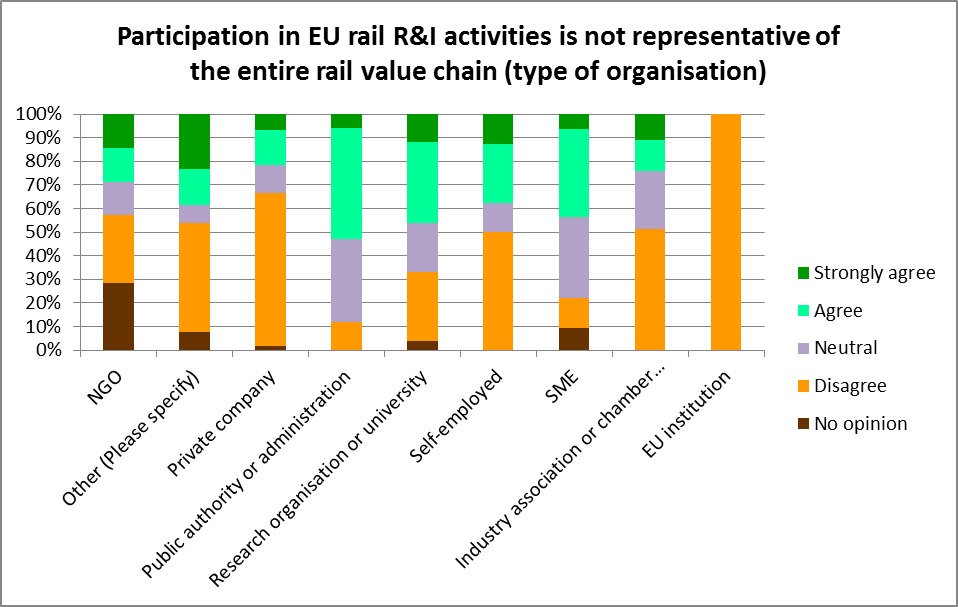 Participation in EU rail R&I activities is not representative of
the entire rail value chain (type of organisation)
100%
90%
80%
70%
60%
50%
40%
30%
20%
10%
0%
NGO
Other (Please specify)
Private company
Public authority or administration
Research organisation or university
Self-employed
SME
Industry association or chamber...
EU institution
Strongly agree
Agree
Neutral
Disagree
No opinion